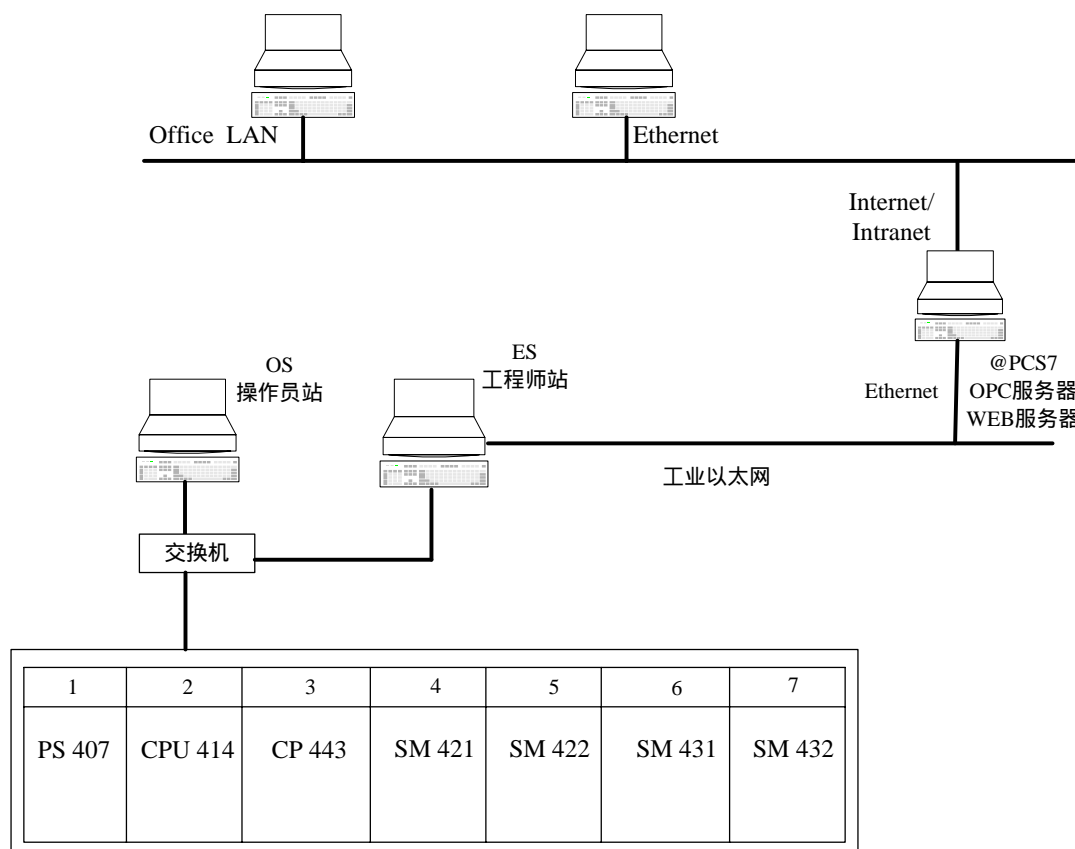 Office LAN
Ethernet
Internet/
Intranet
OS
操作员站
ES
工程师站
Ethernet
@PCS7
OPC服务器
WEB服务器
工业以太网
交换机
1 2 3 4 5 6 7
PS 407 CPU 414 CP 443 SM 421 SM 422 SM 431 SM 432